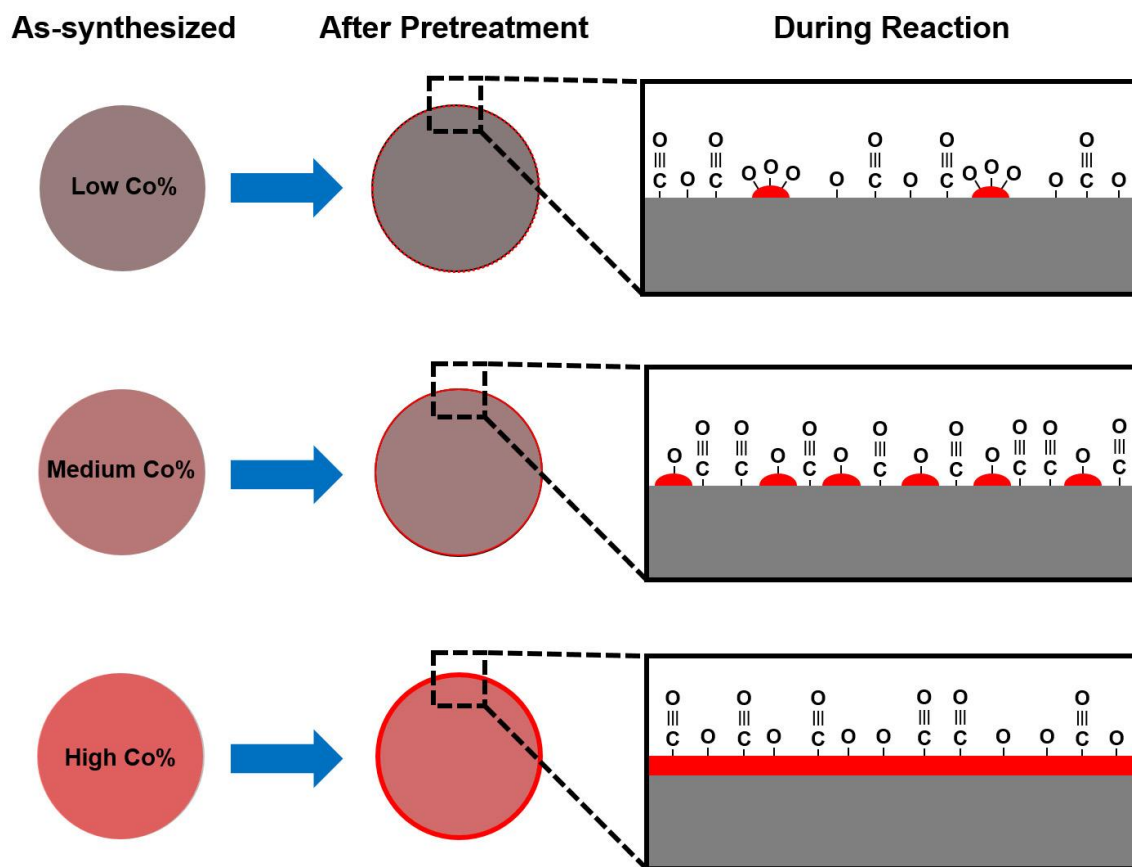 As-synthesized
After Pretreatment
During Reaction
Low Co%
O O O O O
O O
C O C O O O C O C O O O C O
Medium Co%
O O O O O O O O
O C C O C O C O C O C C O C
High Co%
O O O O O O
C O C O C O O C C O O C O